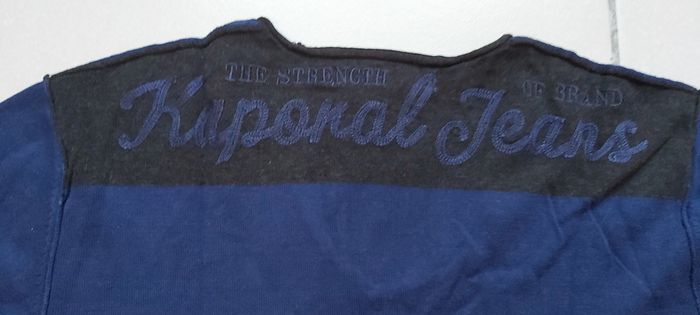 THE STRENGTH OF BRAND
Kaporal Jeans